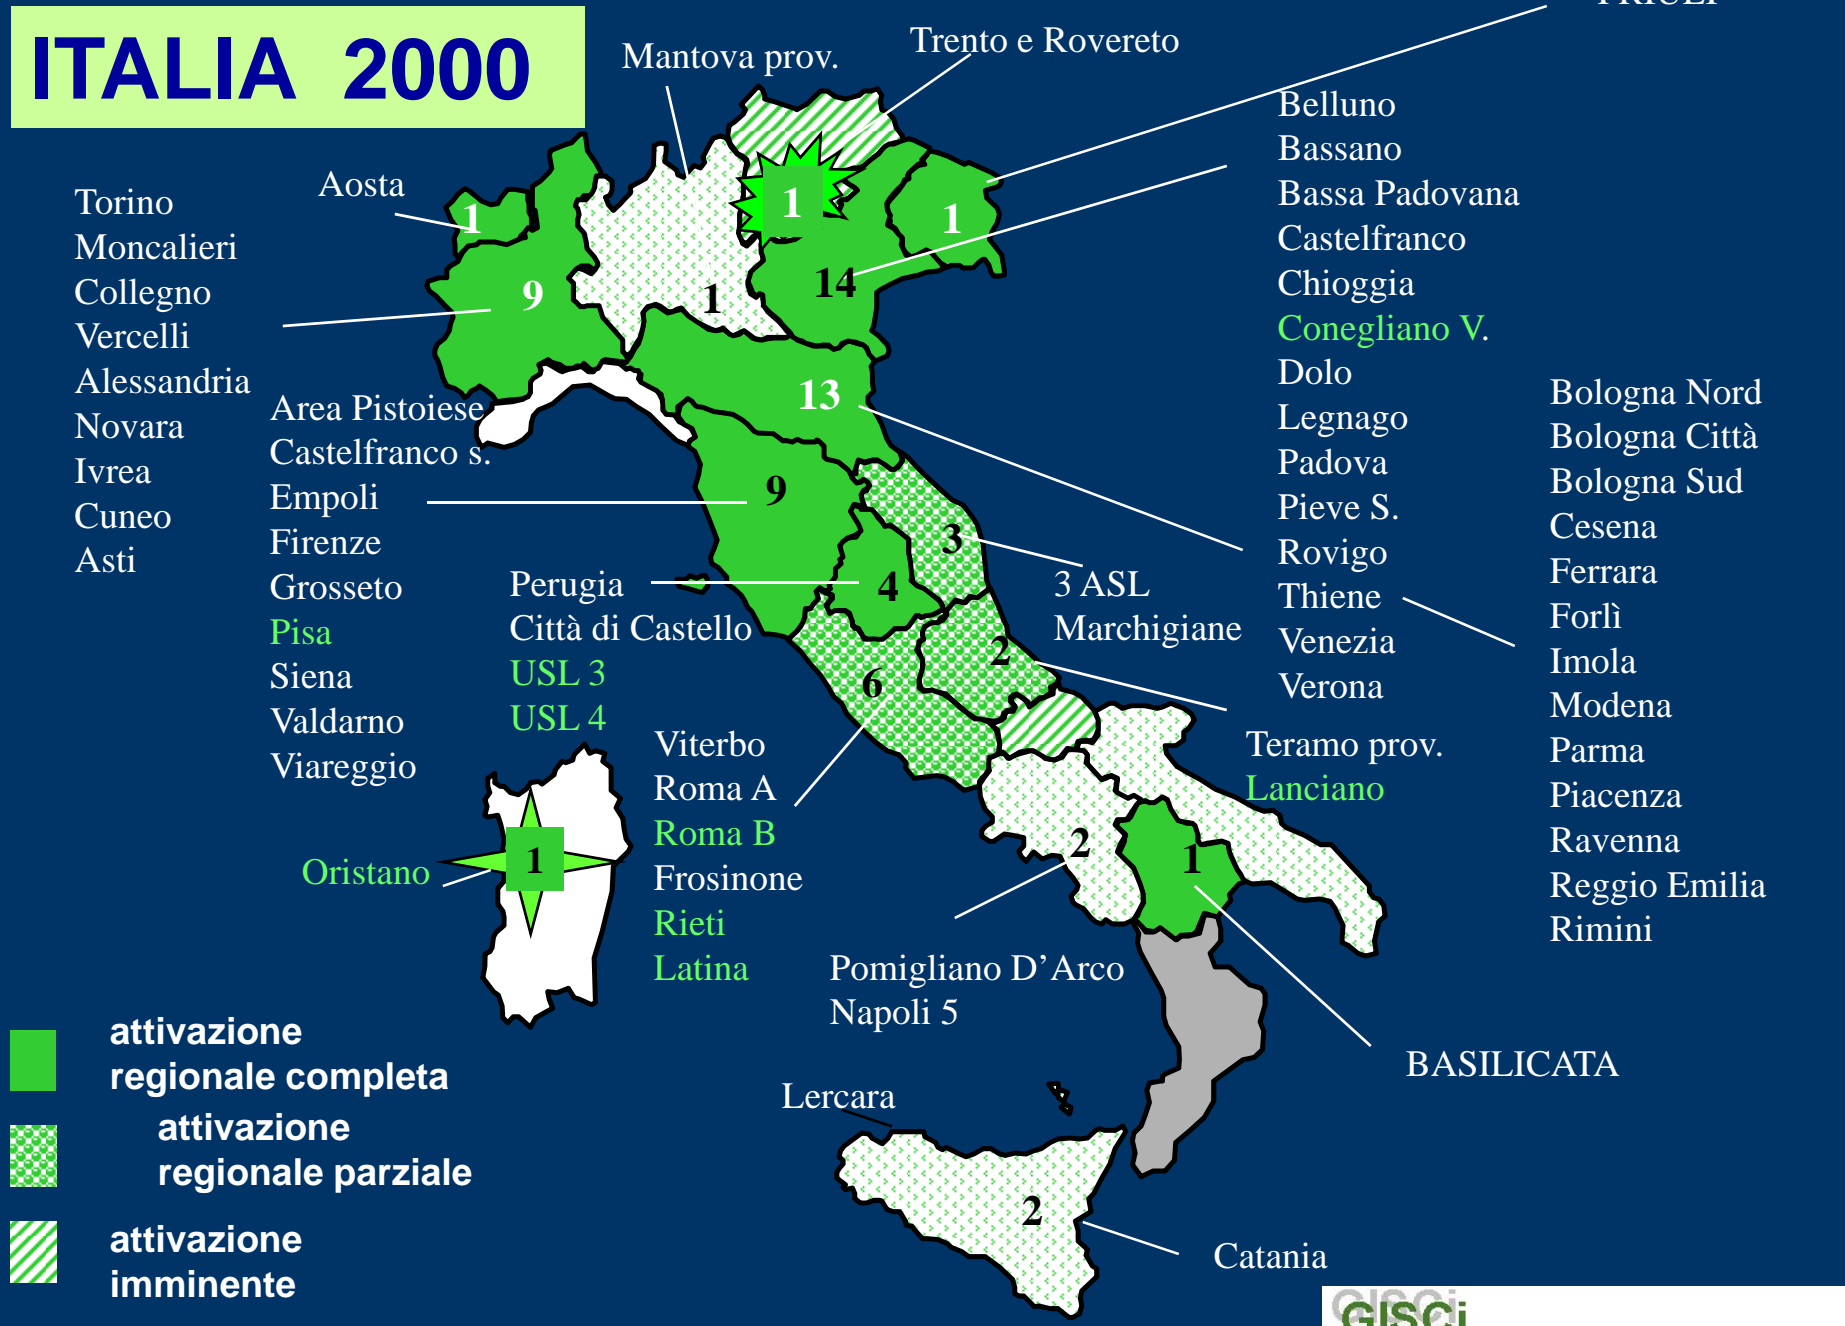 FRIULI
ITALIA 2000
Mantova prov.
Trento e Rovereto
Aosta
Torino
Moncalieri
Collegno
Vercelli
Alessandria
Novara
Ivrea
Cuneo
Asti
Area Pistoiese
Castelfranco s.
Empoli
Firenze
Grosseto
Pisa
Siena
Valdarno
Viareggio
Perugia
Città di Castello
USL 3
USL 4
Viterbo
Roma A
Roma B
Frosinone
Rieti
Latina
Oristano
Belluno
Bassano
Bassa Padovana
Castelfranco
Chioggia
Conegliano V.
Dolo
Legnago
Padova
Pieve S.
Rovigo
Thiene
Venezia
Verona
Bologna Nord
Bologna Città
Bologna Sud
Cesena
Ferrara
Forlì
Imola
Modena
Parma
Piacenza
Ravenna
Reggio Emilia
Rimini
3 ASL
Marchigiane
Teramo prov.
Lanciano
Pomigliano D’Arco
Napoli 5
BASILICATA
Lercara
Catania
1
1
1
9
1
14
13
9
3
4
2
6
2
1
1
2
attivazione
regionale completa
attivazione
regionale parziale
attivazione
imminente
GISCi